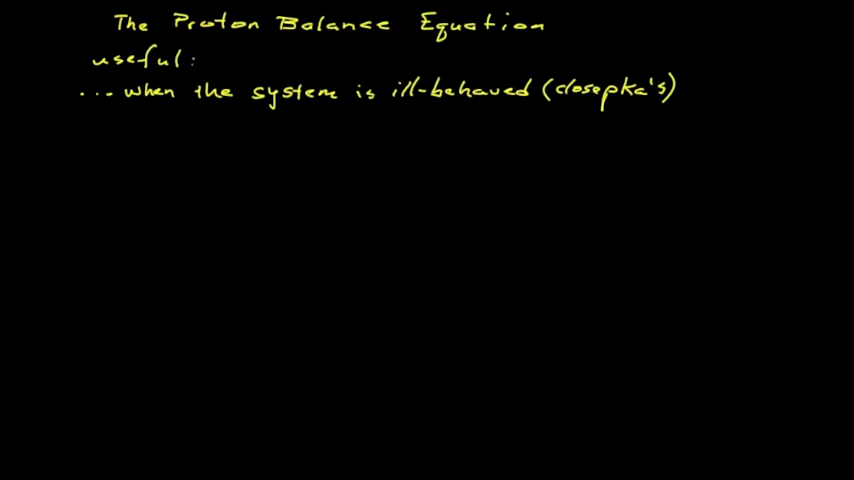 The Proton Balance Equation
useful:
... when the system is ill-behaved (close pka's)